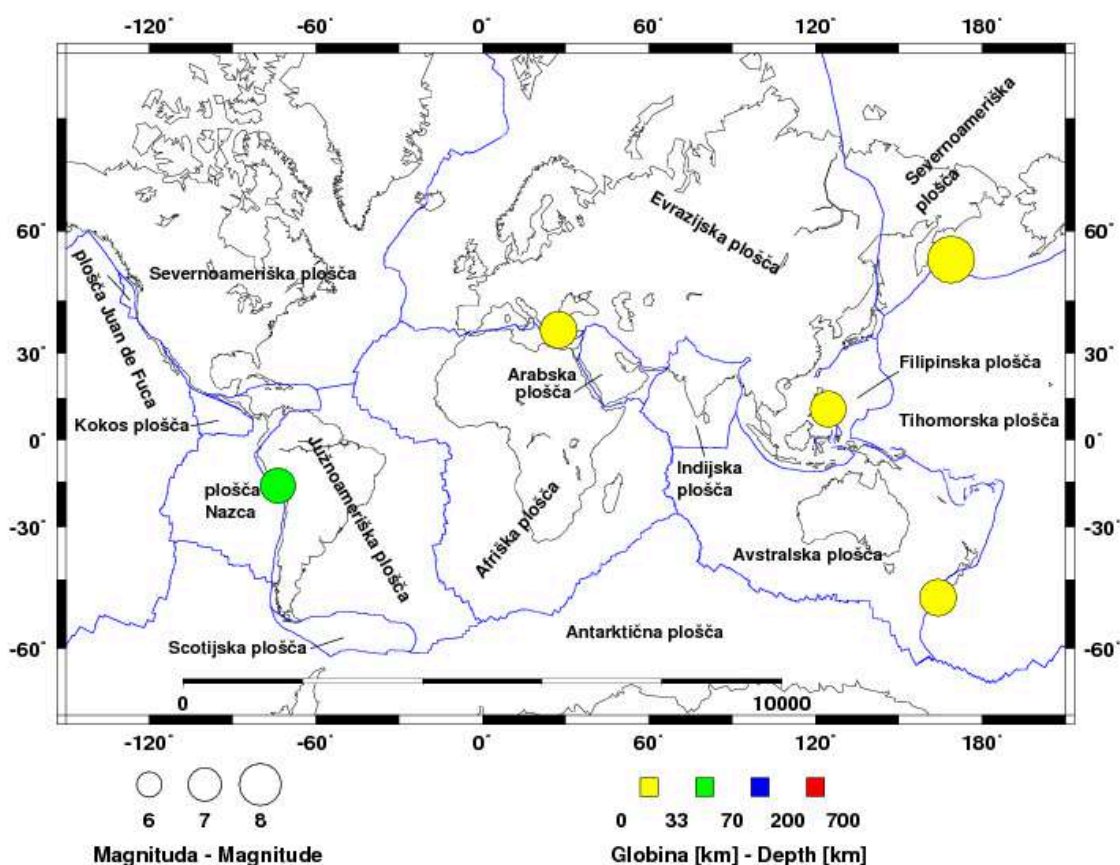 -120° -60° 0° 60° 120° 180°
60° 60°
30° 30°
0° 0°
-30° -30°
-60° -60°
Severnoameriška
plošča
Evrazijska plošča
Severnoameriška plošča
plošča Juan de Fuca
Arabska
plošča
Filipinska plošča
Kokos plošča
Tihomorska plošča
Indijska
plošča
plošča
Nazca
Južnoameriška plošča
Afriška plošča
Avstralska plošča
Antarktična plošča
Scotijska plošča
0 10000
-120° -60° 0° 60° 120° 180°
6 7 8
Magnituda - Magnitude
0 33 70 200 700
Globina [km] - Depth [km]